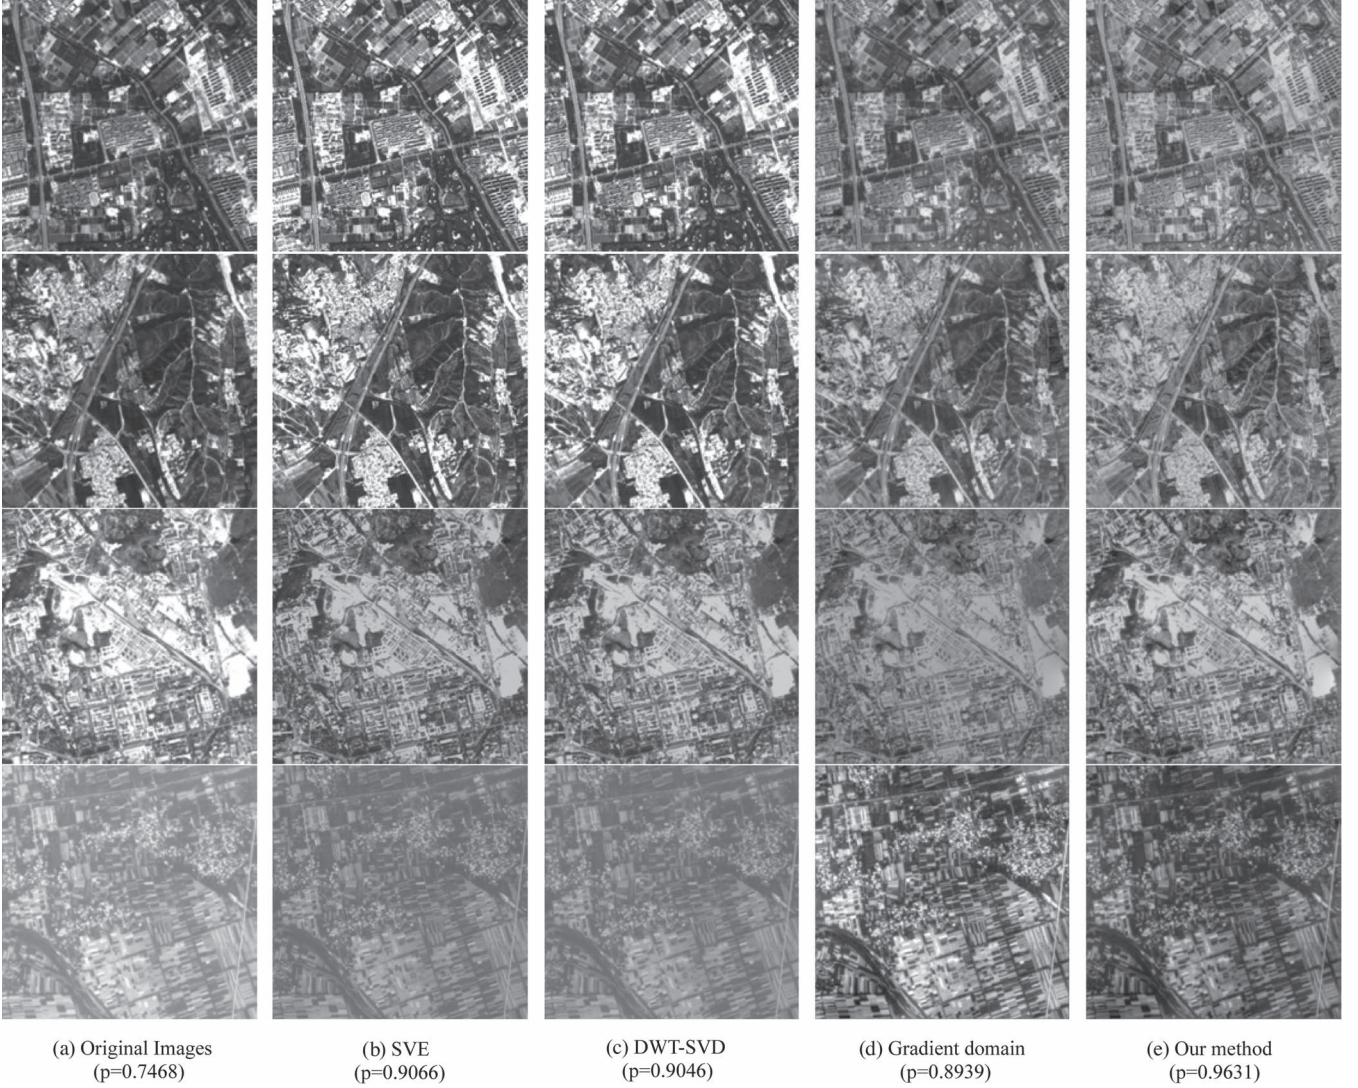 (a) Original Images
(p=0.7468)
(b) SVE
(p=0.9066)
(c) DWT-SVD
(p=0.9046)
(d) Gradient domain
(p=0.8939)
(e) Our method
(p=0.9631)